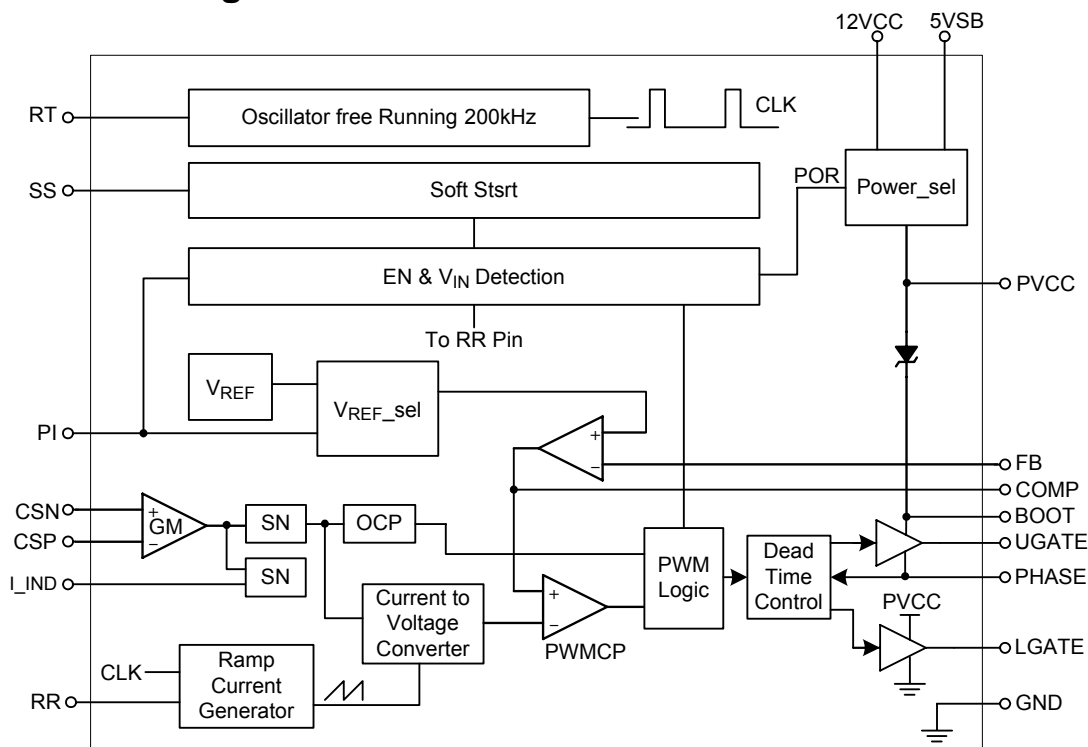 12VCC 5VSB
RT
Oscillator free Running 200kHz
CLK
SS
Soft Stsrt
POR
Power_sel
EN & VIN Detection
PVCC
To RR Pin
VREF
VREF_sel
PI
+
−
FB
COMP
CSN
CSP
+
GM
−
SN
OCP
BOOT
UGATE
I_IND
SN
PWM
Logic
Dead
Time
Control
PHASE
Current to
Voltage
Converter
+
−
PWMCP
PVCC
LGATE
CLK
RR
Ramp
Current
Generator
GND